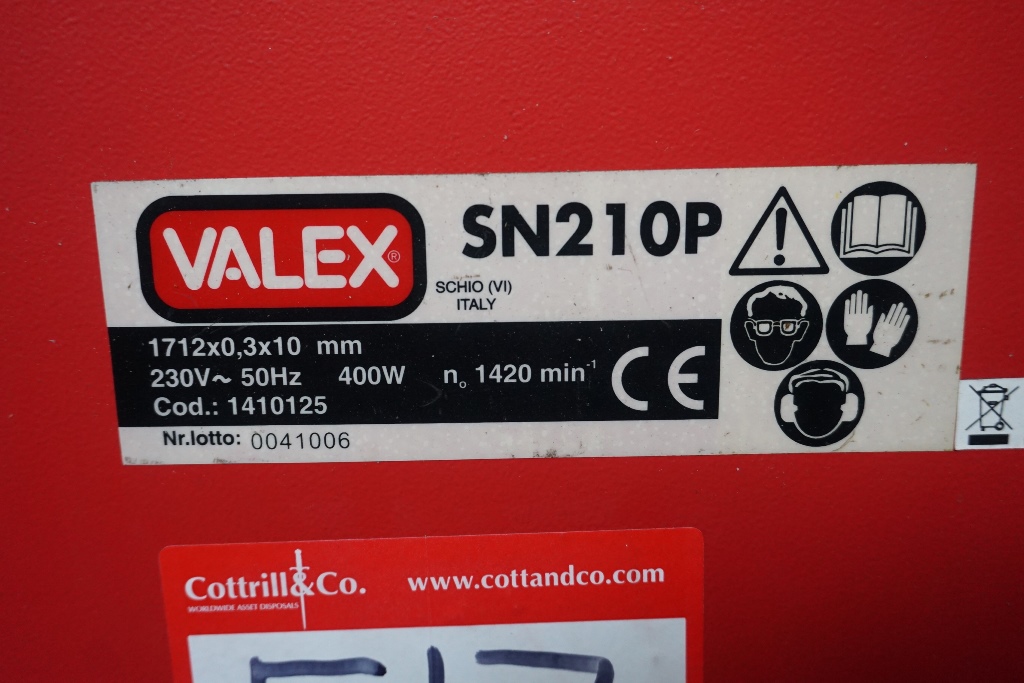 VALEX®
SN210P
SCHIO (VI)
ITALY
1712x0,3x10 mm
230V~ 50Hz 400W n₀ 1420 min⁻¹
Cod.: 1410125
CE
Nr.lotto: 0041006
Cottrill&Co.
WORLDWIDE ASSET DISPOSALS
www.cottandco.com